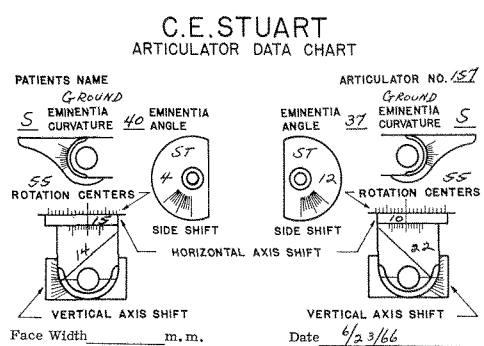 C.E.STUART
ARTICULATOR DATA CHART
PATIENTS NAME
ARTICULATOR NO. 157
GROUND
S EMINENTIA CURVATURE
40 EMINENTIA ANGLE
EMINENTIA ANGLE 37
GROUND
EMINENTIA CURVATURE S
ST
4
ST
12
55
ROTATION CENTERS
55
ROTATION CENTERS
SIDE SHIFT
SIDE SHIFT
15
14
HORIZONTAL AXIS SHIFT
10
22
VERTICAL AXIS SHIFT
VERTICAL AXIS SHIFT
Face Width m.m.
Date 6/23/66